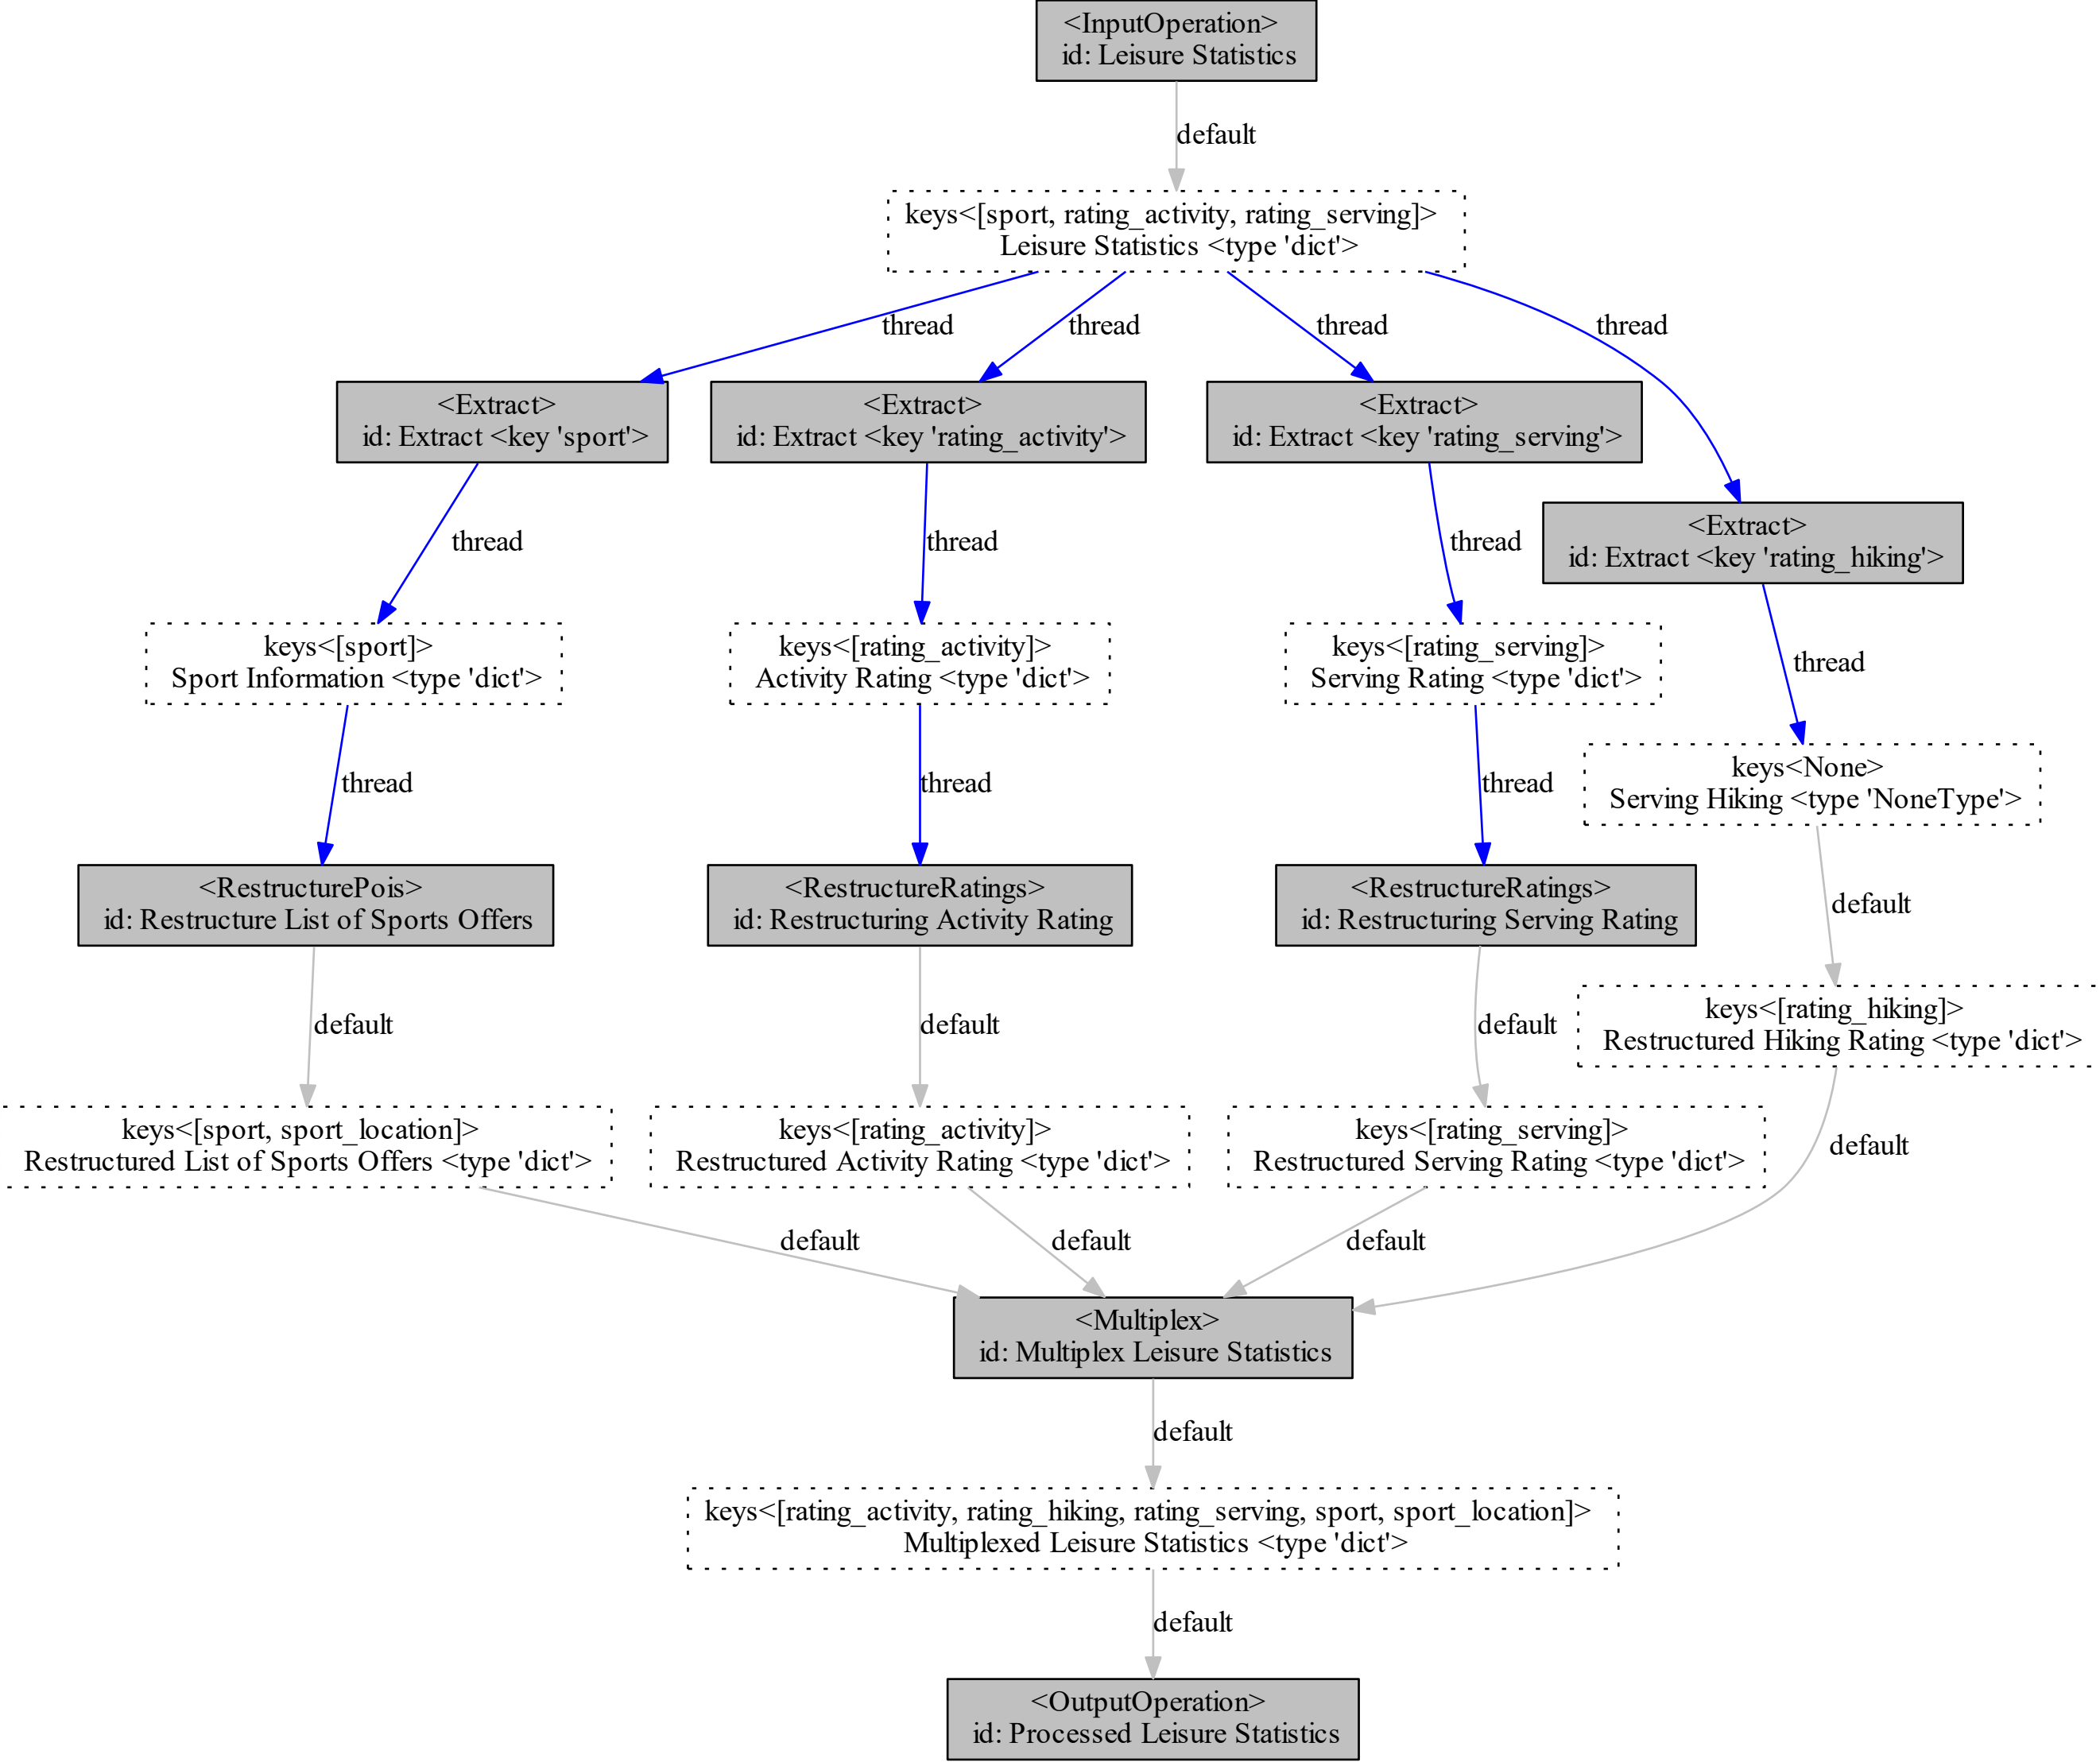 <InputOperation>
id: Leisure Statistics
default
keys<[sport, rating_activity, rating_serving]>
Leisure Statistics <type 'dict'>
thread
thread
thread
thread
<Extract>
id: Extract <key 'sport'>
<Extract>
id: Extract <key 'rating_activity'>
<Extract>
id: Extract <key 'rating_serving'>
<Extract>
id: Extract <key 'rating_hiking'>
thread
thread
thread
thread
keys<[sport]>
Sport Information <type 'dict'>
keys<[rating_activity]>
Activity Rating <type 'dict'>
keys<[rating_serving]>
Serving Rating <type 'dict'>
keys<None>
Serving Hiking <type 'NoneType'>
thread
thread
thread
default
<RestructurePois>
id: Restructure List of Sports Offers
<RestructureRatings>
id: Restructuring Activity Rating
<RestructureRatings>
id: Restructuring Serving Rating
keys<[rating_hiking]>
Restructured Hiking Rating <type 'dict'>
default
default
default
default
keys<[sport, sport_location]>
Restructured List of Sports Offers <type 'dict'>
keys<[rating_activity]>
Restructured Activity Rating <type 'dict'>
keys<[rating_serving]>
Restructured Serving Rating <type 'dict'>
default
default
default
<Multiplex>
id: Multiplex Leisure Statistics
default
keys<[rating_activity, rating_hiking, rating_serving, sport, sport_location]>
Multiplexed Leisure Statistics <type 'dict'>
default
<OutputOperation>
id: Processed Leisure Statistics